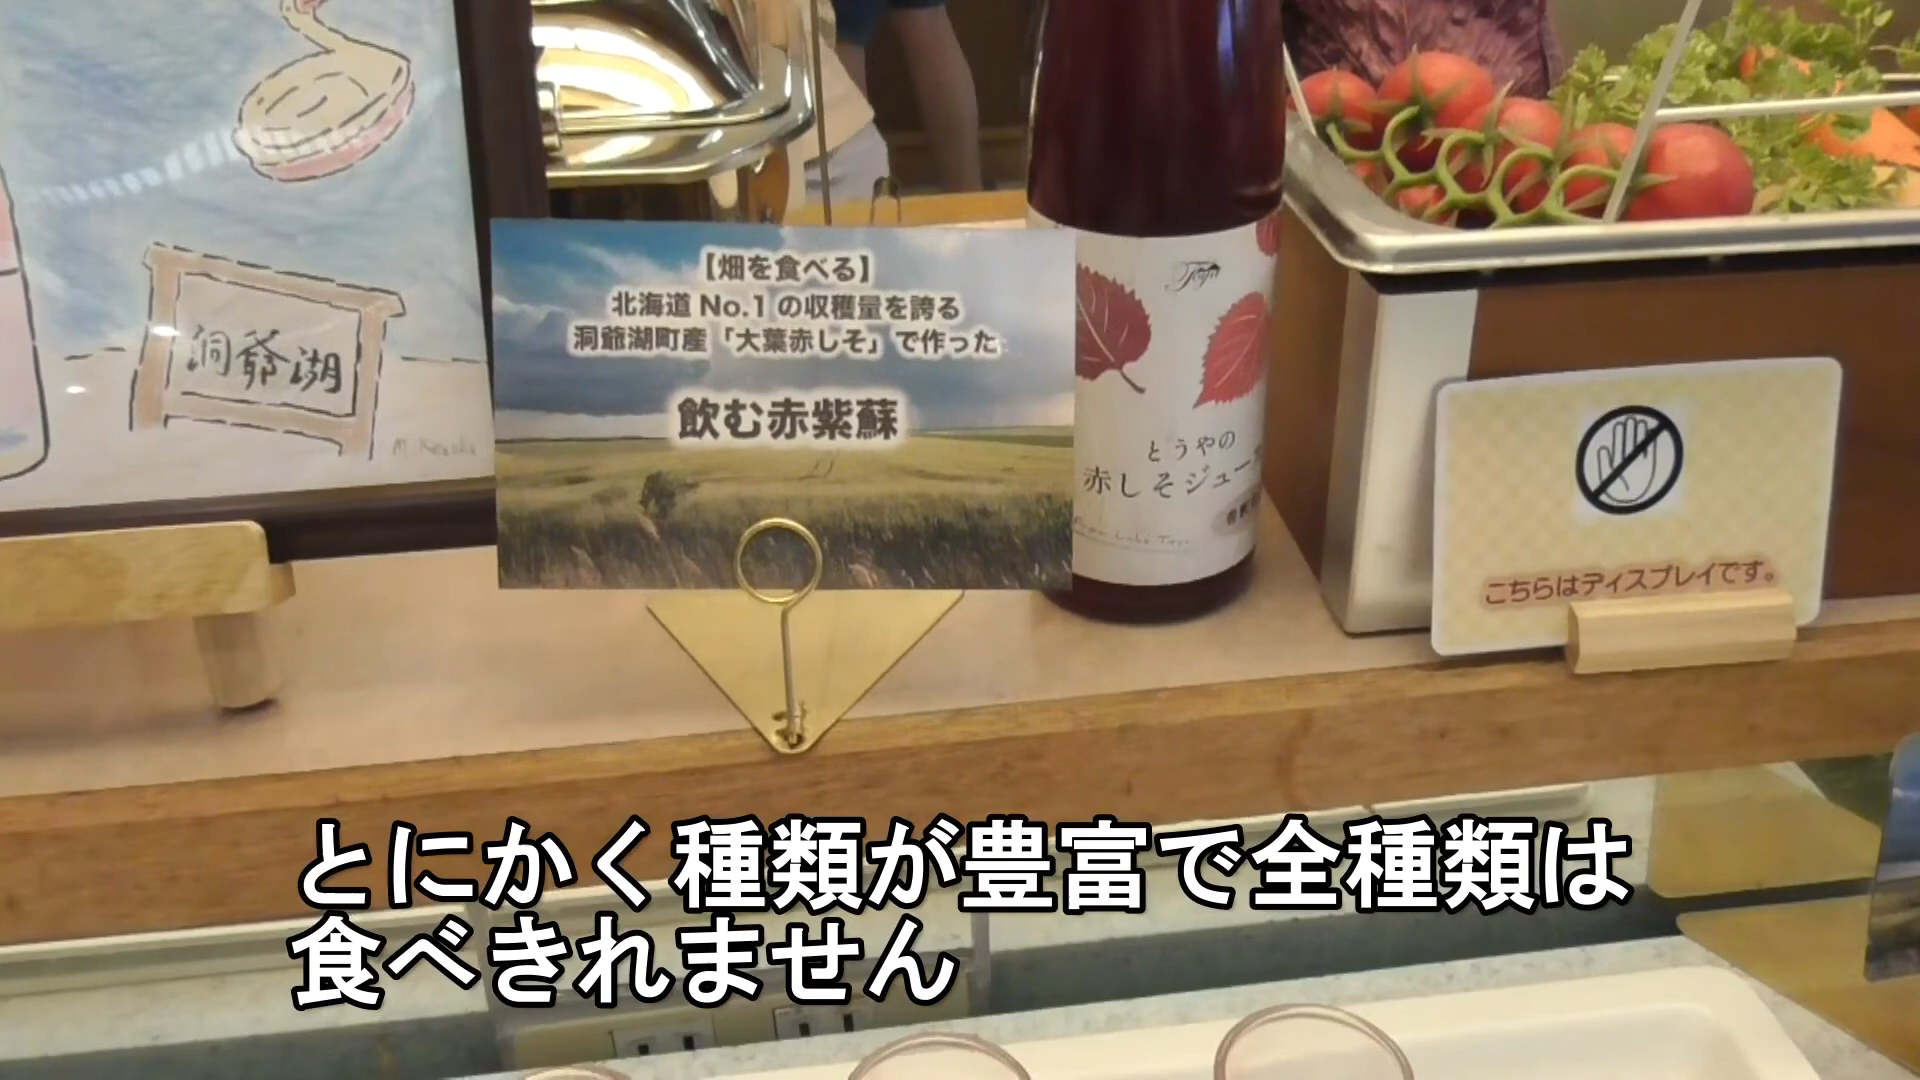 洞爺湖
【畑を食べる】
北海道 No.1 の収穫量を誇る
洞爺湖町産「大葉赤しそ」で作った
飲む赤紫蘇
Toya
とうやの
赤しそジュース
こちらはディスプレイです。
とにかく種類が豊富で全種類は
食べきれません